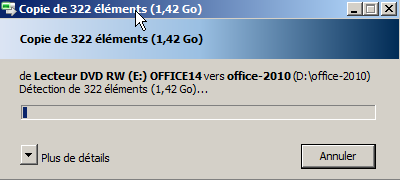 Copie de 322 éléments (1,42 Go)
Copie de 322 éléments (1,42 Go)
de Lecteur DVD RW (E:) OFFICE14 vers office-2010 (D:\office-2010)
Détection de 322 éléments (1,42 Go)...
Plus de détails
Annuler